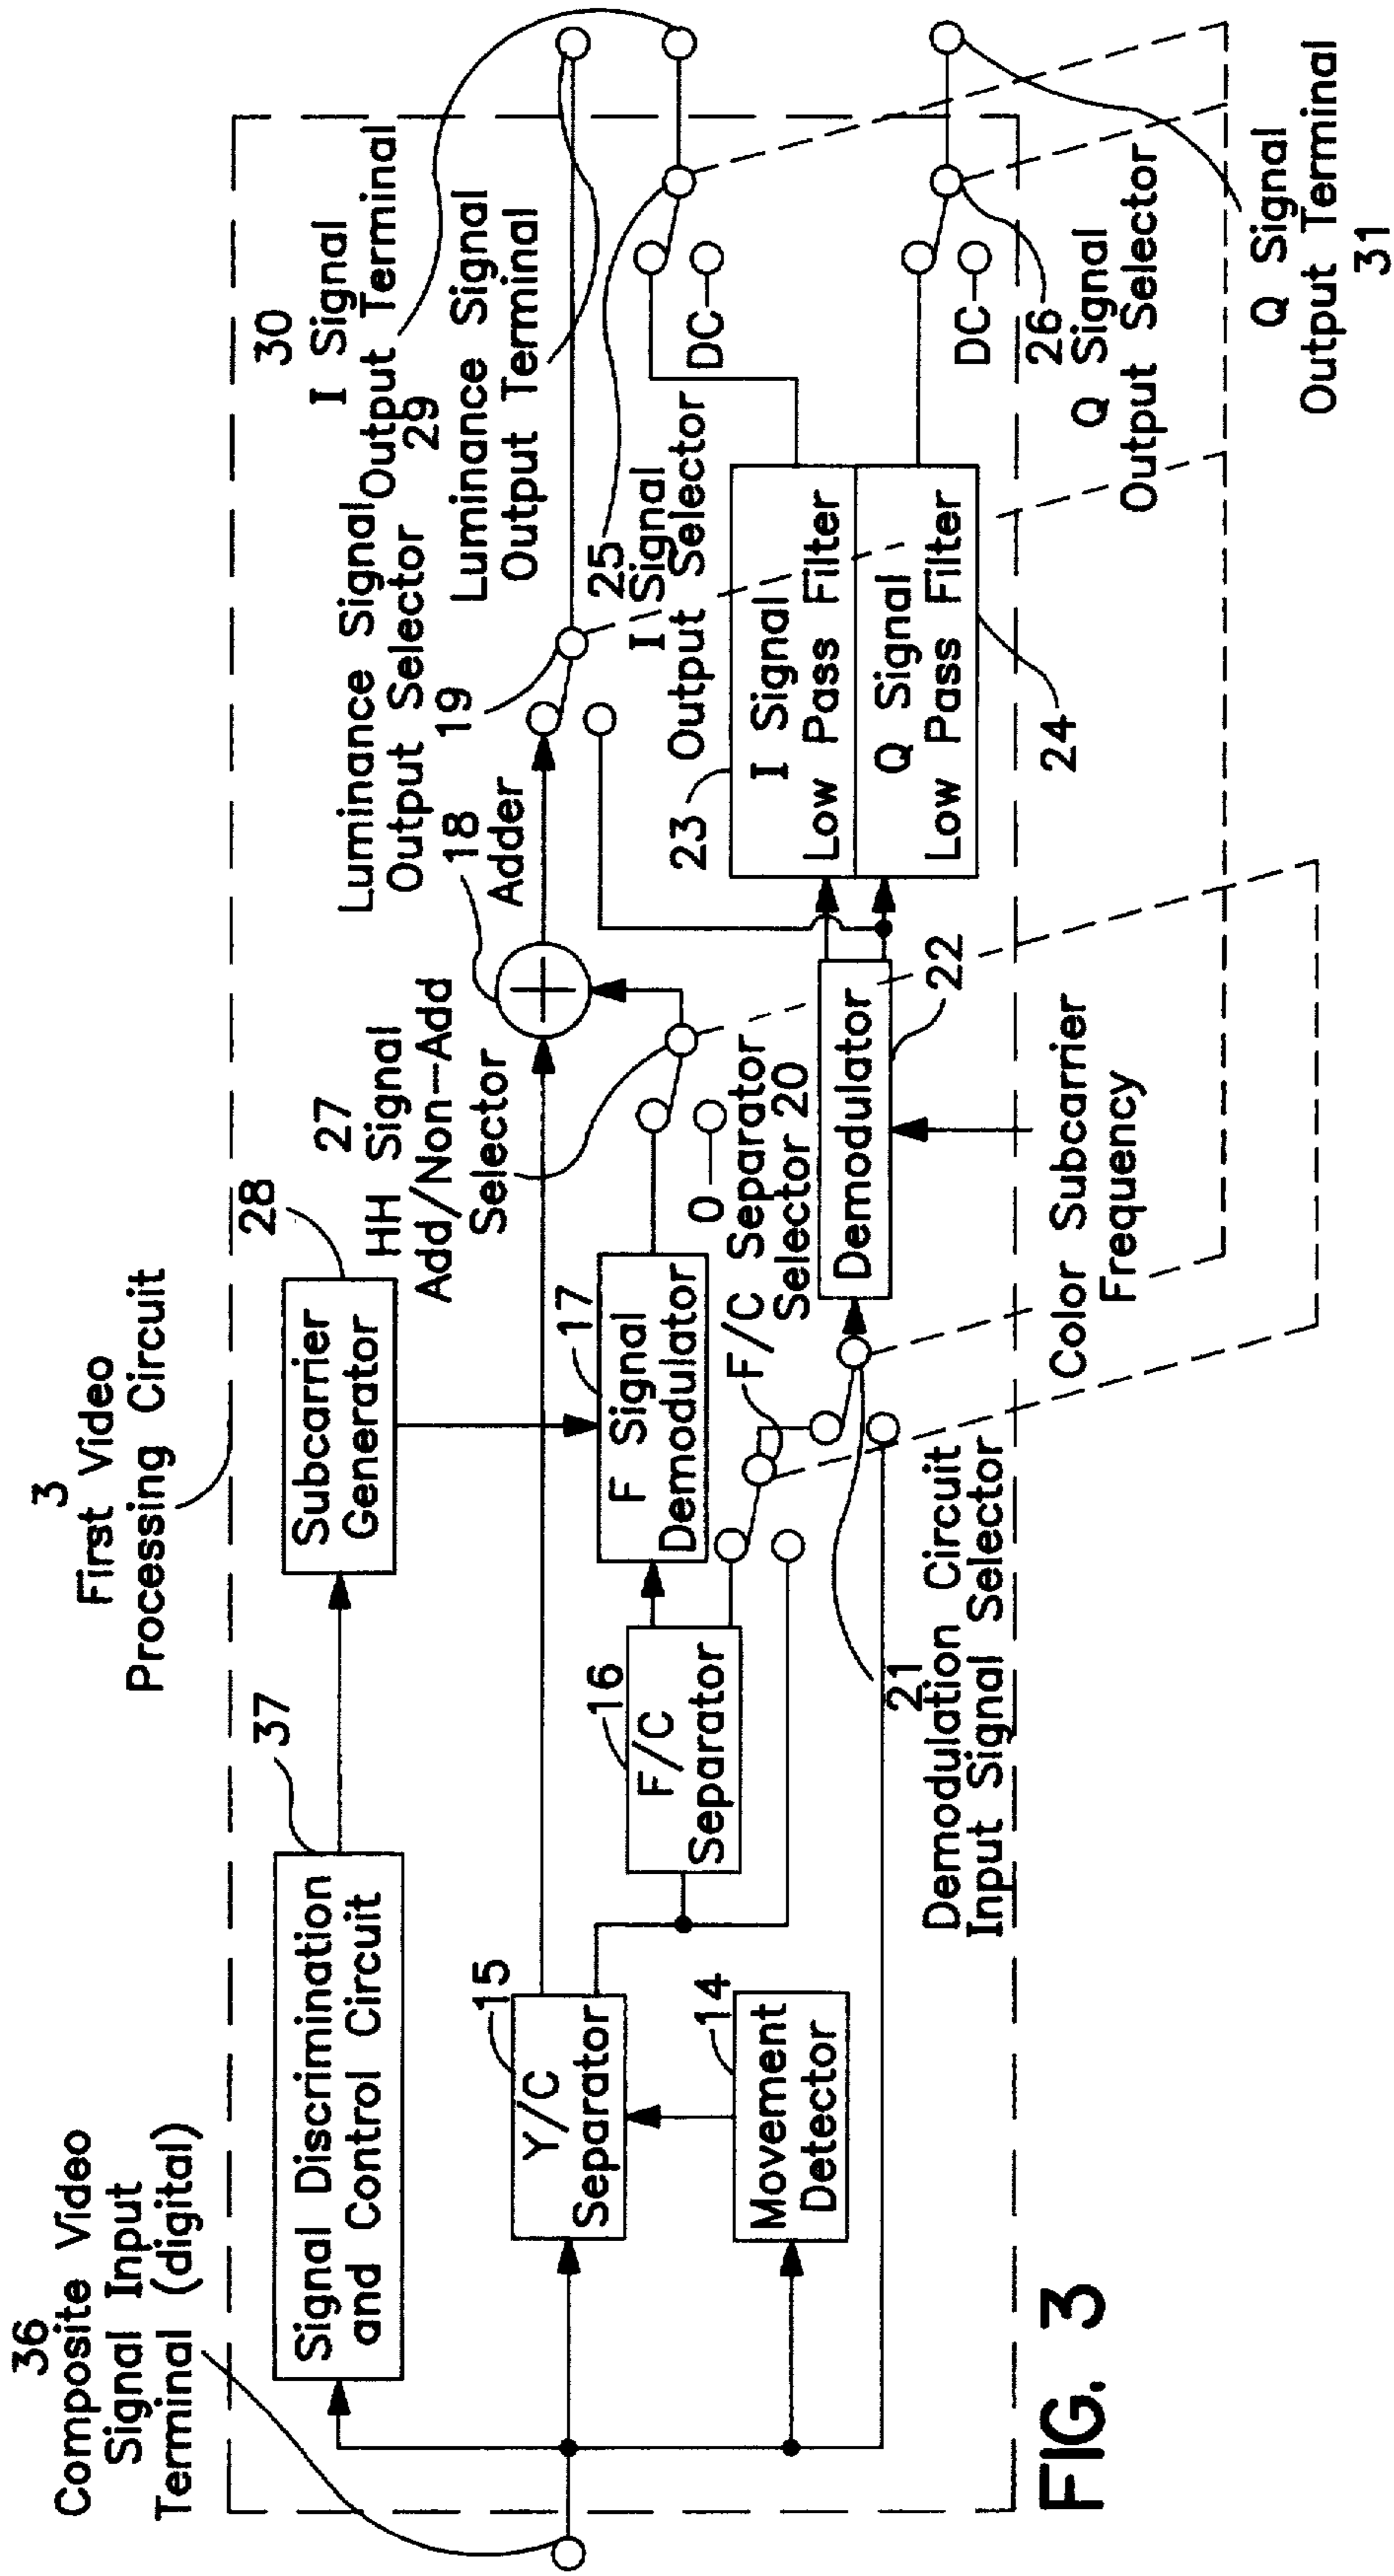 36
Composite Video
Signal Input
Terminal (digital)
3
First Video
Processing Circuit
37
Signal Discrimination
and Control Circuit
28
Subcarrier
Generator
15
Y/C
Separator
14
Movement
Detector
16
F/C
Separator
17
F Signal
Demodulator
27
HH Signal
Add/Non-Add
Selector
18
Adder
Luminance Signal
Output Selector
19
30
I Signal
Output Terminal
29
Luminance Signal
Output Terminal
25
I Signal
Output Selector
DC
0
F/C Separator
Selector 20
21
Demodulation Circuit
Input Signal Selector
Demodulator
22
Color Subcarrier
Frequency
23
I Signal
Low Pass Filter
Q Signal
Low Pass Filter
24
DC
26
Q Signal
Output Selector
Q Signal
Output Terminal
31
FIG. 3